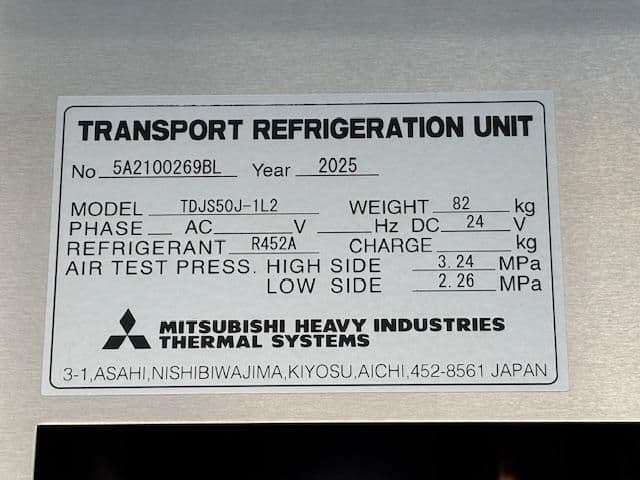 TRANSPORT REFRIGERATION UNIT
No 5A2100269BL Year 2025
MODEL TDJS50J-1L2 WEIGHT 82 kg
PHASE AC V Hz DC 24 V
REFRIGERANT R452A CHARGE kg
AIR TEST PRESS. HIGH SIDE 3.24 MPa
LOW SIDE 2.26 MPa
MITSUBISHI HEAVY INDUSTRIES
THERMAL SYSTEMS
3-1,ASAHI,NISHIBIWAJIMA,KIYOSU,AICHI,452-8561 JAPAN